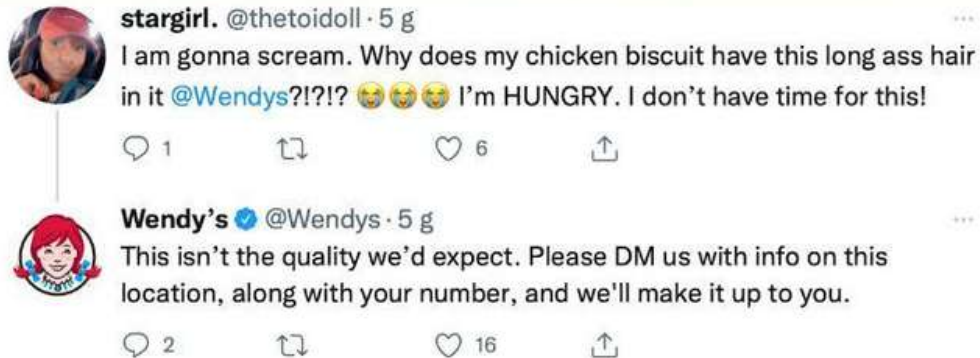 stargirl. @thetoidoll · 5 g
I am gonna scream. Why does my chicken biscuit have this long ass hair
in it @Wendys?!?!? 😭😭😭 I'm HUNGRY. I don't have time for this!
1 6
Wendy's @Wendys · 5 g
This isn't the quality we'd expect. Please DM us with info on this
location, along with your number, and we'll make it up to you.
2 16